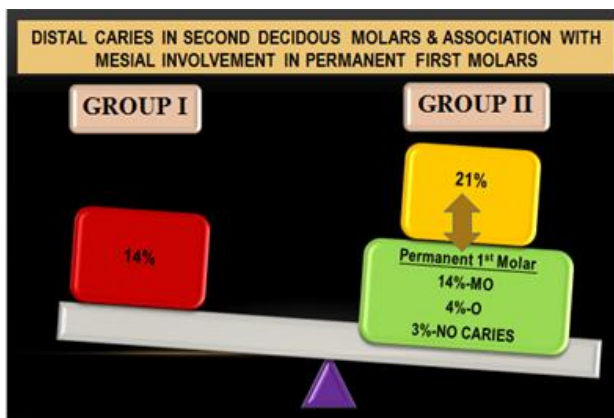 DISTAL CARIES IN SECOND DECIDOUS MOLARS & ASSOCIATION WITH
MESIAL INVOLVEMENT IN PERMANENT FIRST MOLARS
GROUP I
GROUP II
14%
21%
Permanent 1st Molar
14%-MO
4%-O
3%-NO CARIES